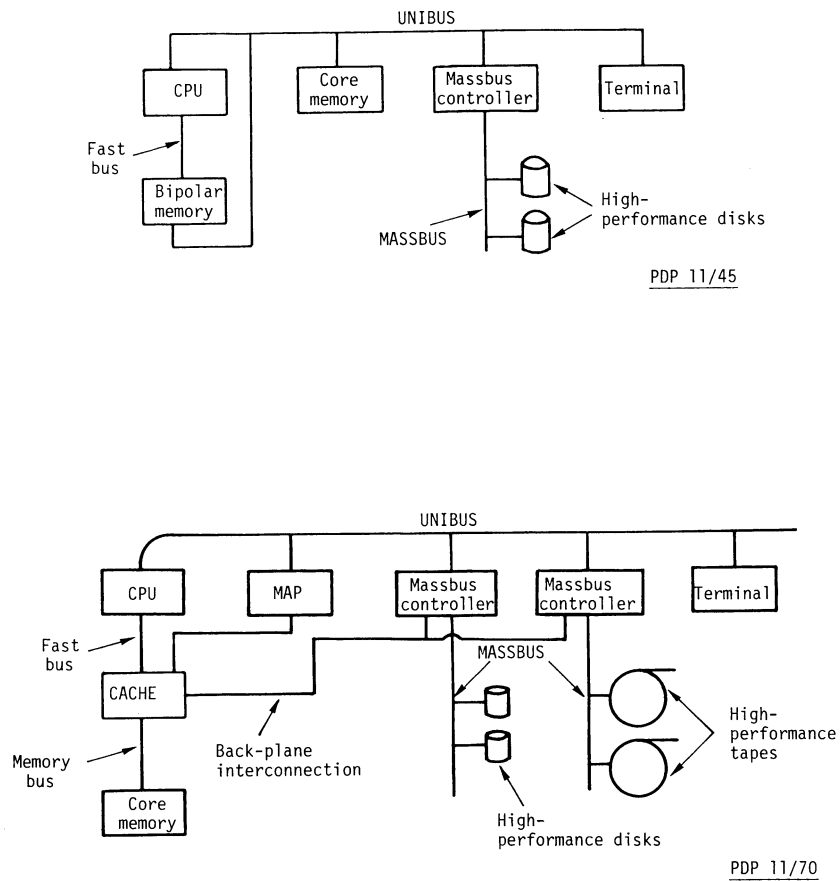 UNIBUS
CPU
Core
memory
Massbus
controller
Terminal
Fast
bus
Bipolar
memory
MASSBUS
High-
performance disks
PDP 11/45
UNIBUS
CPU
MAP
Massbus
controller
Massbus
controller
Terminal
Fast
bus
MASSBUS
CACHE
Back-plane
interconnection
High-
performance
tapes
Memory
bus
Core
memory
High-
performance disks
PDP 11/70